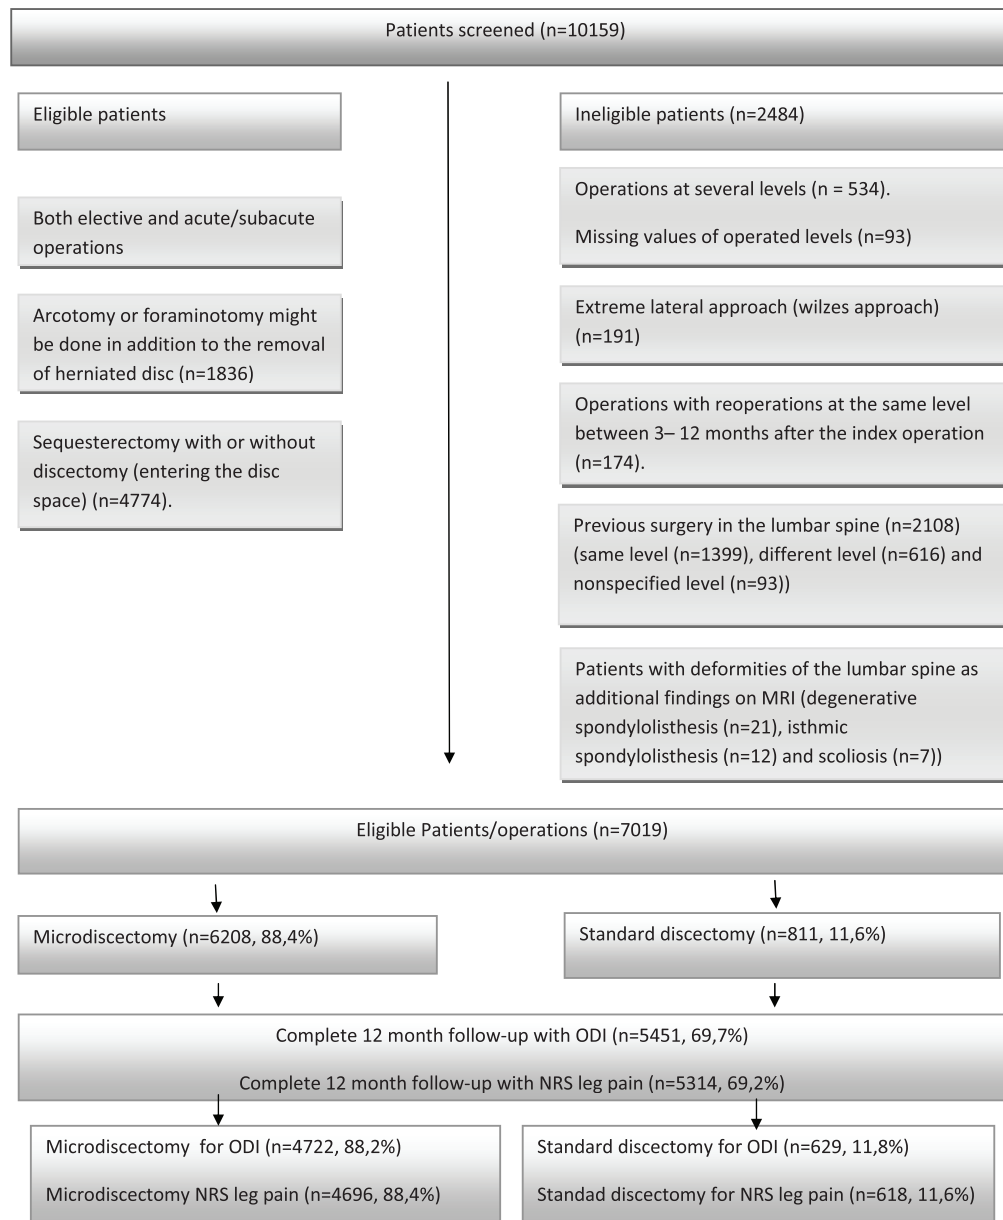 Patients screened (n=10159)
Eligible patients
Both elective and acute/subacute
operations
Arcotomy or foraminotomy might
be done in addition to the removal
of herniated disc (n=1836)
Sequesterectomy with or without
discectomy (entering the disc
space) (n=4774).
Ineligible patients (n=2484)
Operations at several levels (n = 534).
Missing values of operated levels (n=93)
Extreme lateral approach (wilzes approach)
(n=191)
Operations with reoperations at the same level
between 3– 12 months after the index operation
(n=174).
Previous surgery in the lumbar spine (n=2108)
(same level (n=1399), different level (n=616) and
nonspecified level (n=93))
Patients with deformities of the lumbar spine as
additional findings on MRI (degenerative
spondylolisthesis (n=21), isthmic
spondylolisthesis (n=12) and scoliosis (n=7))
Eligible Patients/operations (n=7019)
Microdiscectomy (n=6208, 88,4%)
Standard discectomy (n=811, 11,6%)
Complete 12 month follow-up with ODI (n=5451, 69,7%)
Complete 12 month follow-up with NRS leg pain (n=5314, 69,2%)
Microdiscectomy  for ODI (n=4722, 88,2%)
Microdiscectomy NRS leg pain (n=4696, 88,4%)
Standard discectomy for ODI (n=629, 11,8%)
Standad discectomy for NRS leg pain (n=618, 11,6%)